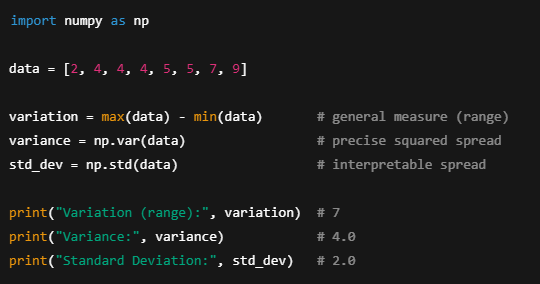 import numpy as np
data = [2, 4, 4, 4, 5, 5, 7, 9]
variation = max(data) - min(data)       # general measure (range)
variance = np.var(data)                 # precise squared spread
std_dev = np.std(data)                  # interpretable spread
print("Variation (range):", variation)  # 7
print("Variance:", variance)            # 4.0
print("Standard Deviation:", std_dev)   # 2.0